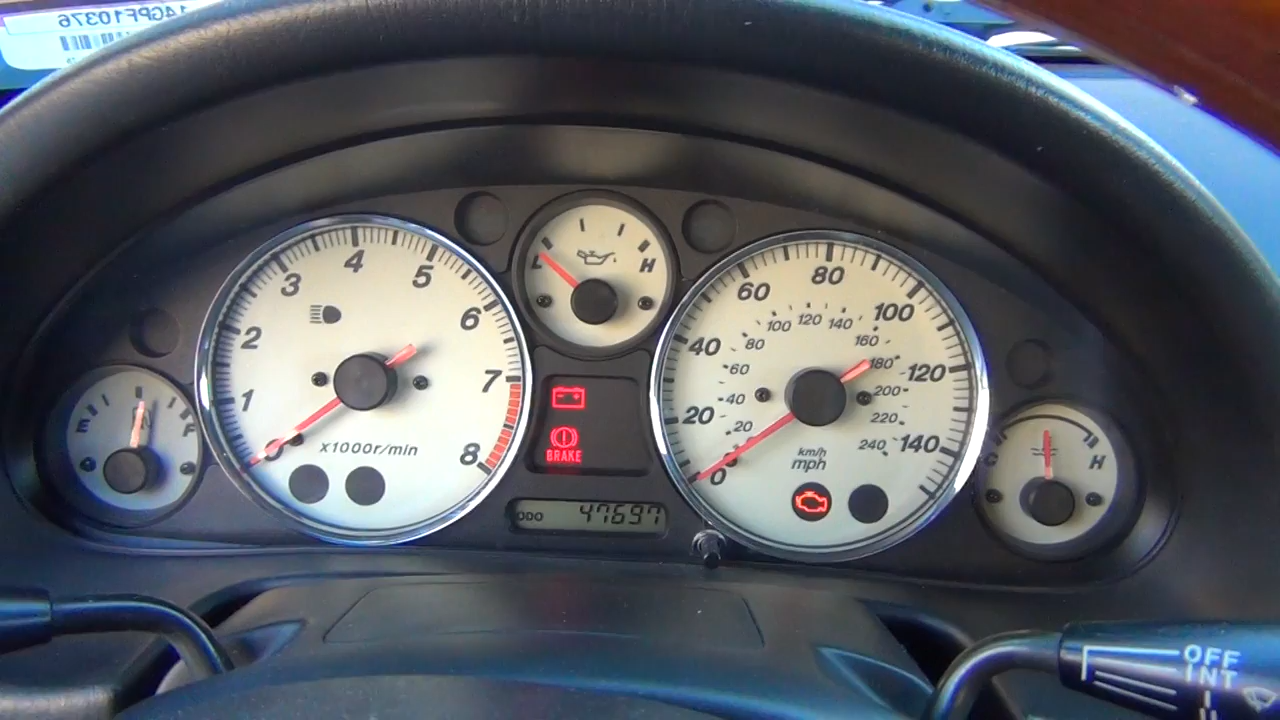 14GPF10376
L H
1 2 3 4 5 6 7 8
x1000r/min
E F
BRAKE
ODO 47697
0 20 40 60 80 100 120 140
20 40 60 80 100 120 140 160 180 200 220 240
km/h
mph
C H
OFF
INT